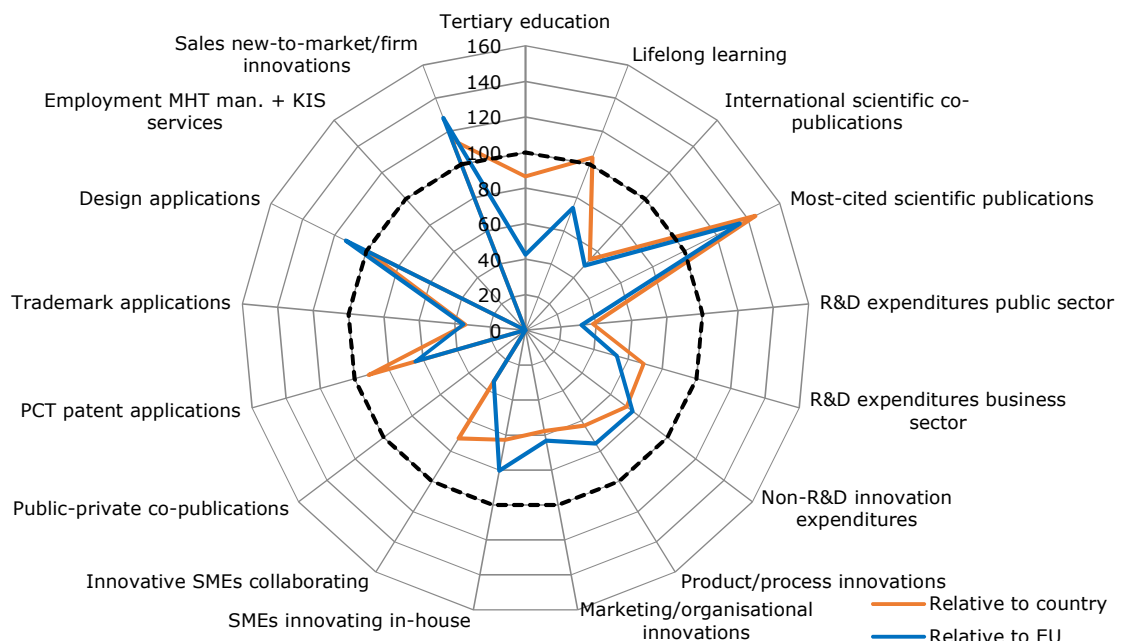 Tertiary education
Sales new-to-market/firm
innovations
Lifelong learning
Employment MHT man. + KIS
services
International scientific co-
publications
Design applications
Most-cited scientific publications
Trademark applications
R&D expenditures public sector
PCT patent applications
R&D expenditures business
sector
Public-private co-publications
Non-R&D innovation
expenditures
Innovative SMEs collaborating
Product/process innovations
SMEs innovating in-house
Marketing/organisational
innovations
160
140
120
100
80
60
40
20
0
Relative to country
Relative to EU